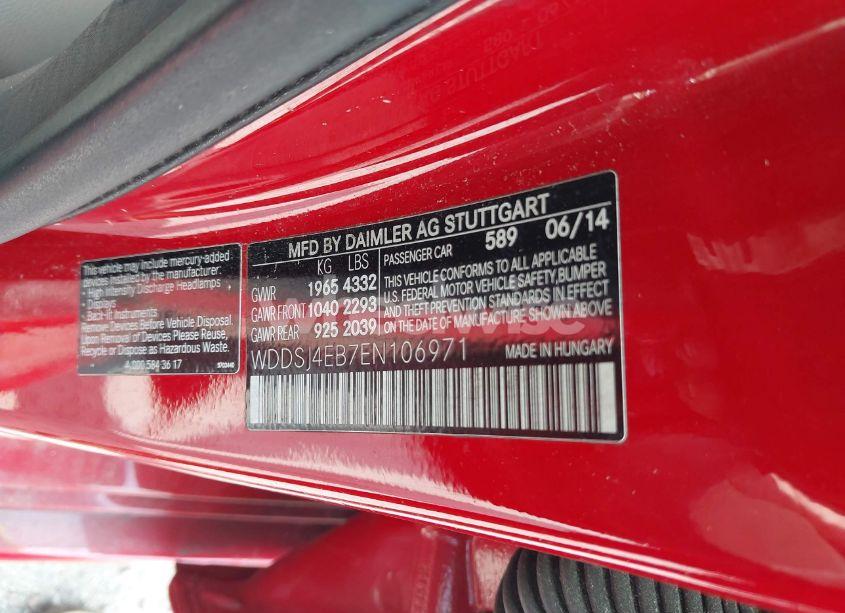 This vehicle may include mercury-added
devices installed by the manufacturer:
- High Intensity Discharge Headlamps
- Displays
- Back-lit Instruments
Remove Devices Before Vehicle Disposal.
Upon Removal of Devices Please Reuse,
Recycle or Dispose as Hazardous Waste.
A 000 584 36 17
MFD BY DAIMLER AG STUTTGART
KG LBS
PASSENGER CAR 589 06/14
GVWR 1965 4332
GAWR FRONT 1040 2293
GAWR REAR 925 2039
THIS VEHICLE CONFORMS TO ALL APPLICABLE
U.S. FEDERAL MOTOR VEHICLE SAFETY, BUMPER
AND THEFT PREVENTION STANDARDS IN EFFECT
ON THE DATE OF MANUFACTURE SHOWN ABOVE
WDDSJ4EB7EN106971
MADE IN HUNGARY